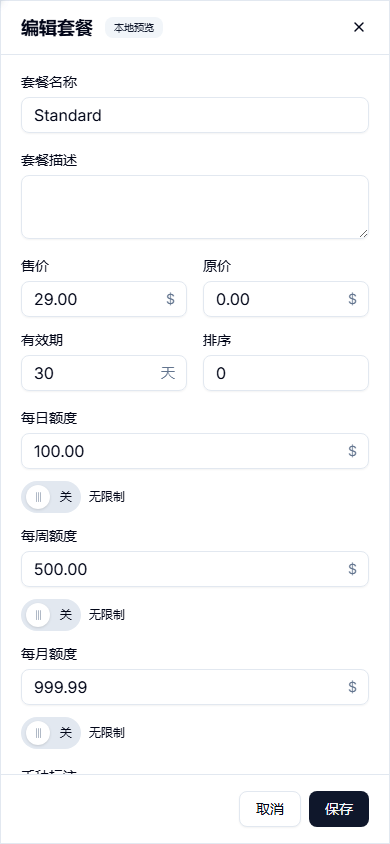 编辑套餐 本地预览
套餐名称
Standard
套餐描述
售价 原价
29.00 $ 0.00 $
有效期 排序
30 天 0
每日额度
100.00 $
关 无限制
每周额度
500.00 $
关 无限制
每月额度
999.99 $
关 无限制
取消 保存